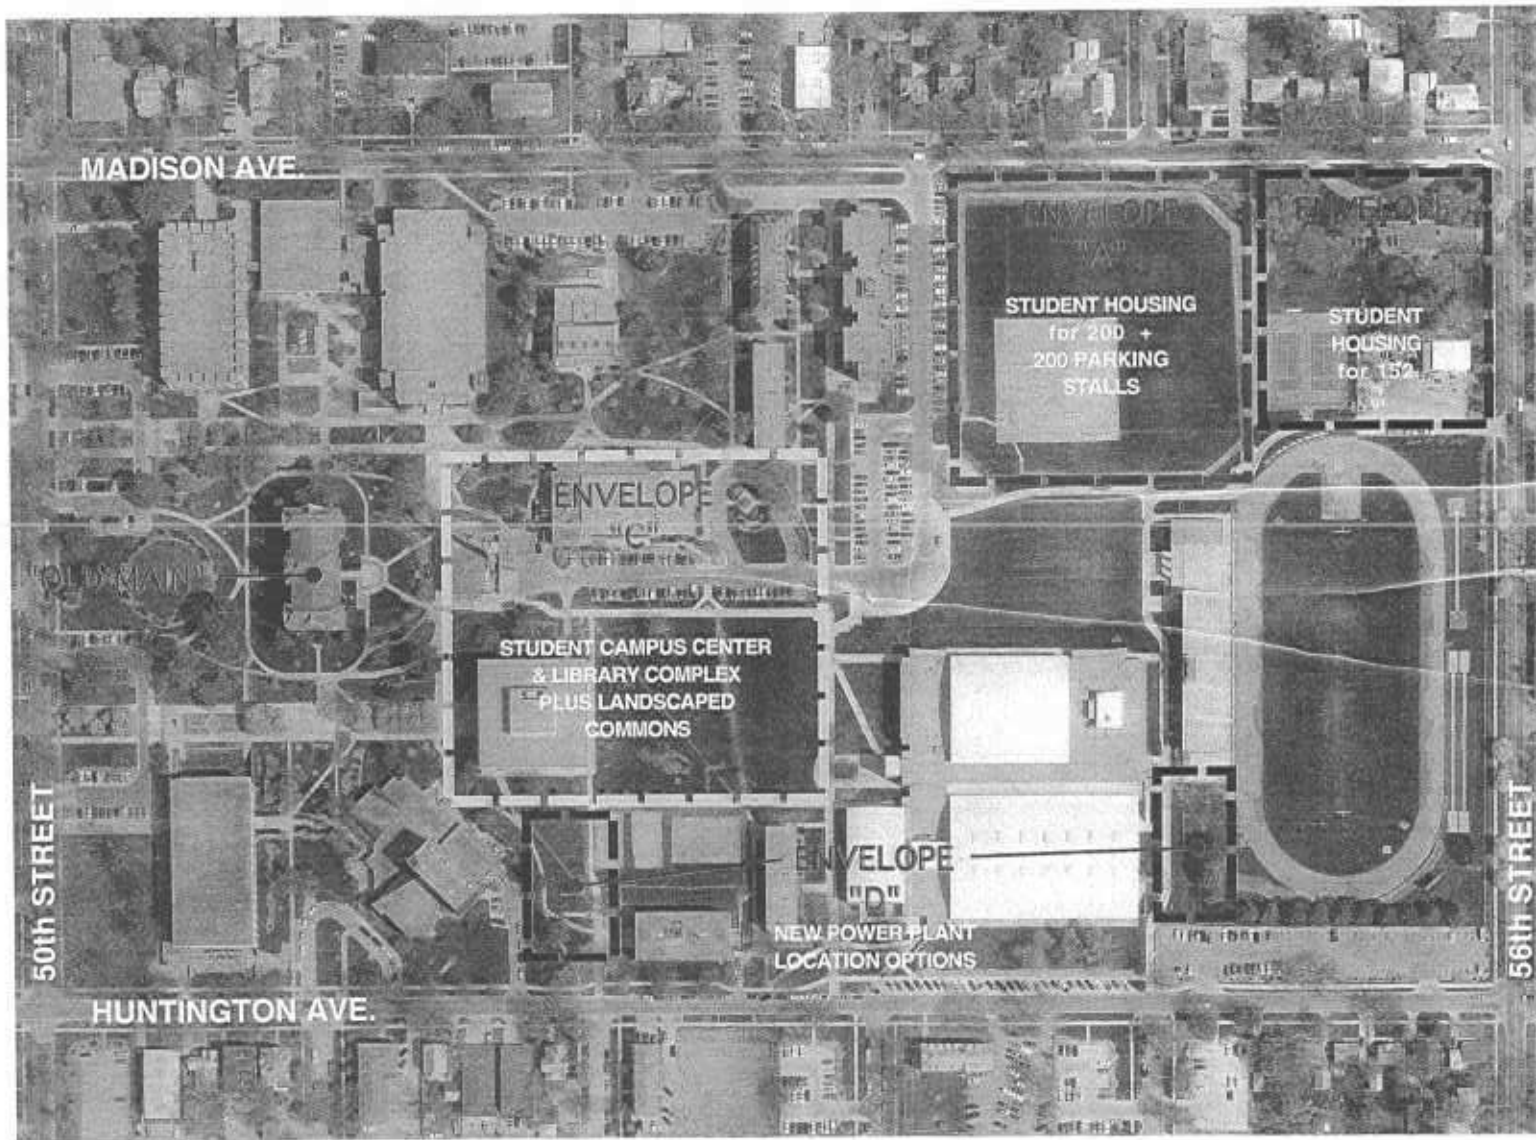 MADISON AVE.
ENVELOPE
"A"
STUDENT HOUSING
for 200 +
200 PARKING
STALLS
ENVELOPE
STUDENT
HOUSING
for 152
ENVELOPE
"C"
"OLD MAIN"
STUDENT CAMPUS CENTER
& LIBRARY COMPLEX
PLUS LANDSCAPED
COMMONS
ENVELOPE
"D"
NEW POWER PLANT
LOCATION OPTIONS
50th STREET
56th STREET
HUNTINGTON AVE.